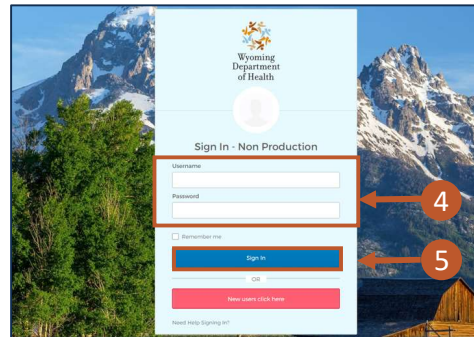 Wyoming
Department
of Health
Sign In - Non Production
Username
Password
4
Remember me
Sign In
5
OR
New users click here
Need Help Signing In?